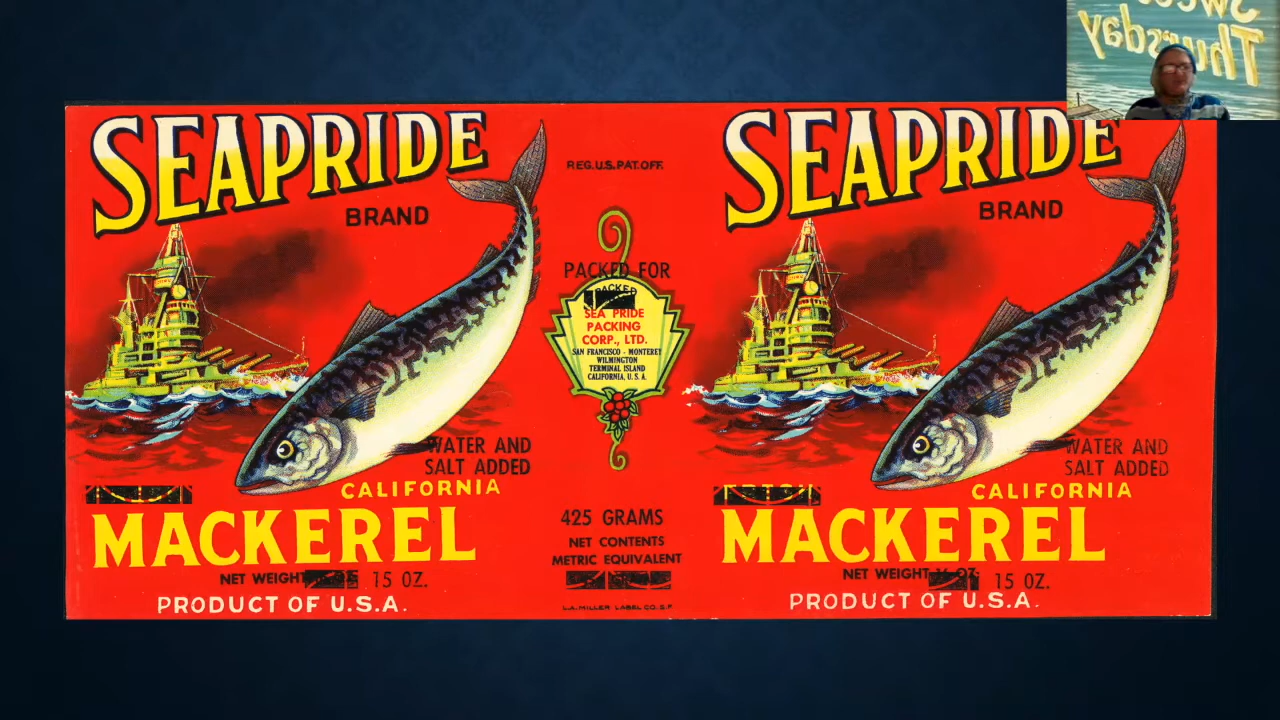 Sweet
Thursday
SEAPRIDE
BRAND
WATER AND
SALT ADDED
CALIFORNIA
MACKEREL
NET WEIGHT 15 OZ.
PRODUCT OF U.S.A.
REG.U.S.PAT.OFF.
PACKED FOR
PACKED
SEA PRIDE
PACKING
CORP., LTD.
SAN FRANCISCO - MONTEREY
WILMINGTON
TERMINAL ISLAND
CALIFORNIA, U.S.A.
425 GRAMS
NET CONTENTS
METRIC EQUIVALENT
L.A. MILLER LABEL CO. S.F.
SEAPRIDE
BRAND
WATER AND
SALT ADDED
CALIFORNIA
MACKEREL
NET WEIGHT 15 OZ.
PRODUCT OF U.S.A.